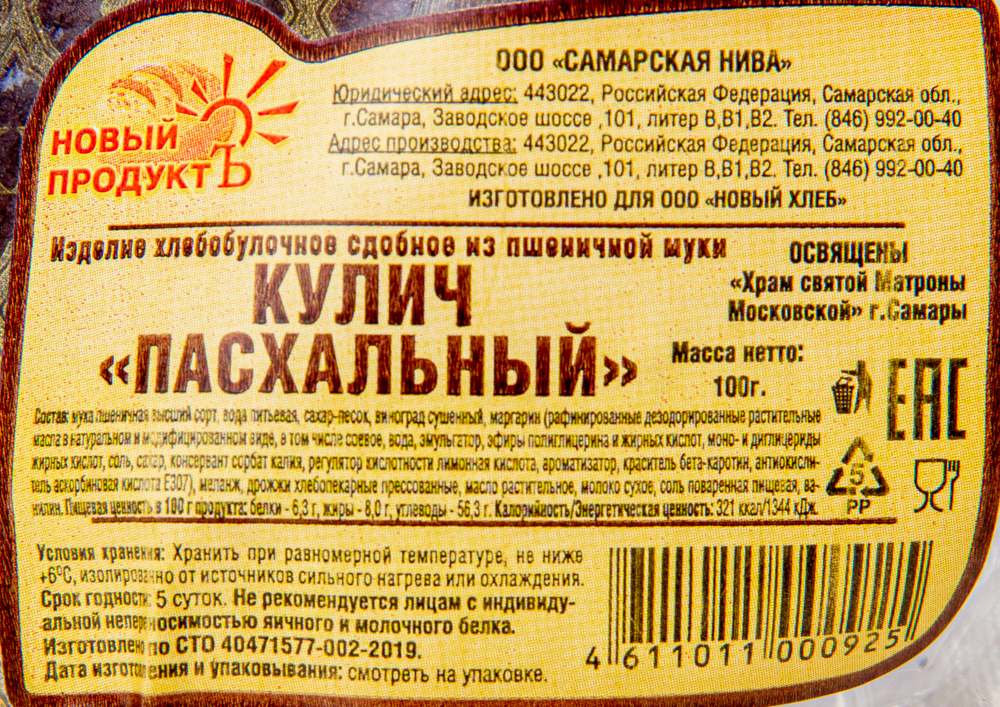 НОВЫЙ
ПРОДУКТЪ
ООО «САМАРСКАЯ НИВА»
Юридический адрес: 443022, Российская Федерация, Самарская обл.,
г.Самара, Заводское шоссе ,101, литер В,В1,В2. Тел. (846) 992-00-40
Адрес производства: 443022, Российская Федерация, Самарская обл.,
г.Самара, Заводское шоссе ,101, литер В,В1,В2. Тел. (846) 992-00-40
ИЗГОТОВЛЕНО ДЛЯ ООО «НОВЫЙ ХЛЕБ»
Изделие хлебобулочное сдобное из пшеничной муки
КУЛИЧ
«ПАСХАЛЬНЫЙ»
ОСВЯЩЕНЫ
«Храм святой Матроны
Московской» г.Самары
Масса нетто:
100г.
EAC
Состав: мука пшеничная высший сорт, вода питьевая, сахар-песок, виноград сушенный, маргарин (рафинированные дезодорированные растительные
масла в натуральном и модифицированном виде, в том числе соевое, вода, эмульгатор, эфиры полиглицерина и жирных кислот, моно- и диглицериды
жирных кислот, соль, сахар, консервант сорбат калия, регулятор кислотности лимонная кислота, ароматизатор, краситель бета-каротин, антиокисли-
тель аскорбиновая кислота Е307), меланж, дрожжи хлебопекарные прессованные, масло растительное, молоко сухое, соль поваренная пищевая, ва-
нилин. Пищевая ценность в 100 г продукта: белки - 6,3 г, жиры - 8,0 г, углеводы - 56,3 г. Калорийность/Энергетическая ценность: 321 ккал/1344 кДж.
5
PP
Условия хранения: Хранить при равномерной температуре, не ниже
+6°С, изолированно от источников сильного нагрева или охлаждения.
Срок годности: 5 суток. Не рекомендуется лицам с индивиду-
альной непереносимостью яичного и молочного белка.
Изготовлено по СТО 40471577-002-2019.
Дата изготовления и упаковывания: смотреть на упаковке.
4 611011 000925